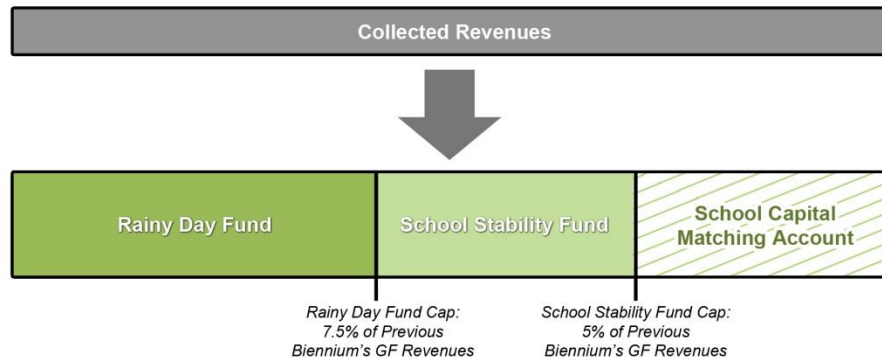 Collected Revenues
Rainy Day Fund
School Stability Fund
School Capital
Matching Account
Rainy Day Fund Cap:
7.5% of Previous
Biennium's GF Revenues
School Stability Fund Cap:
5% of Previous
Biennium's GF Revenues